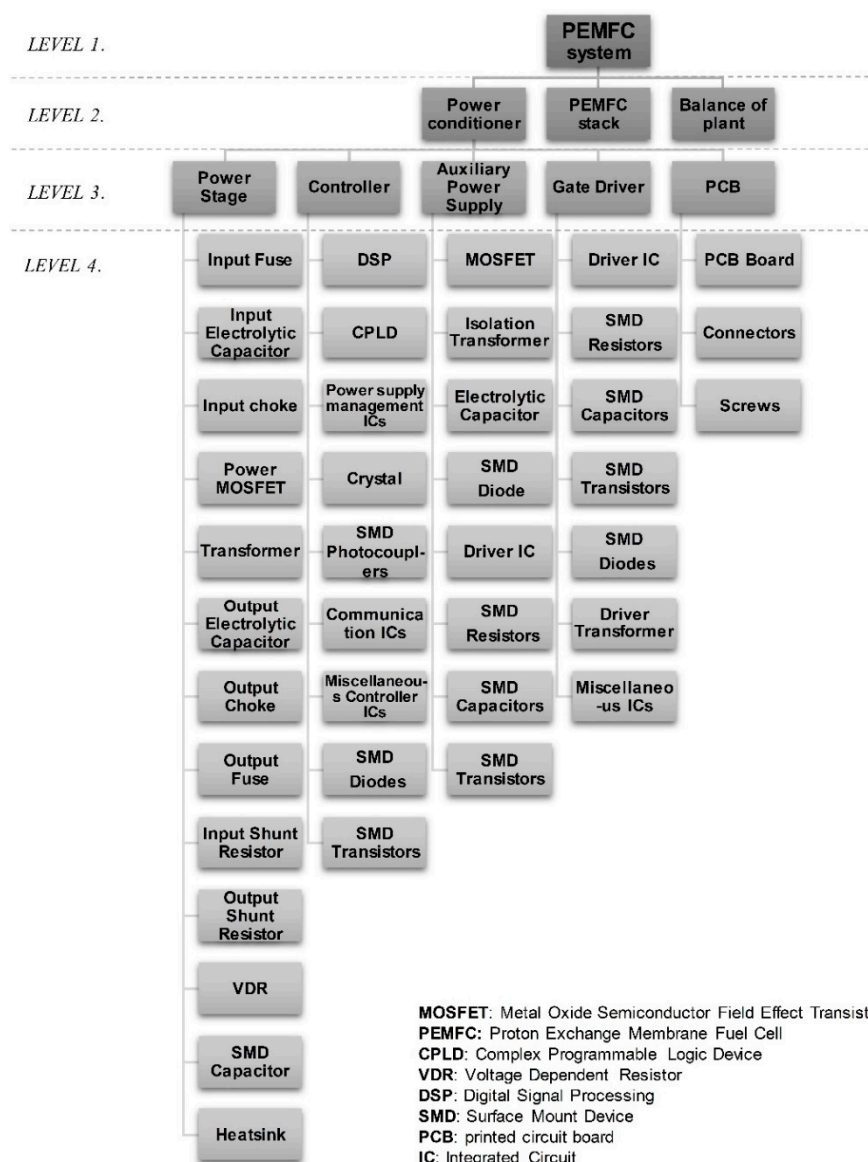 LEVEL 1.
PEMFC
system
LEVEL 2.
Power
conditioner
PEMFC
stack
Balance of
plant
LEVEL 3.
Power
Stage
Controller
Auxiliary
Power
Supply
Gate Driver
PCB
LEVEL 4.
Input Fuse
Input
Electrolytic
Capacitor
Input choke
Power
MOSFET
Transformer
Output
Electrolytic
Capacitor
Output
Choke
Output
Fuse
Input Shunt
Resistor
Output
Shunt
Resistor
VDR
SMD
Capacitor
Heatsink
DSP
CPLD
Power supply
management
ICs
Crystal
SMD
Photocoupl-
ers
Communica
tion ICs
Miscellaneou-
s Controller
ICs
SMD
Diodes
SMD
Transistors
MOSFET
Isolation
Transformer
Electrolytic
Capacitor
SMD
Diode
Driver IC
SMD
Resistors
SMD
Capacitors
SMD
Transistors
Driver IC
SMD
Resistors
SMD
Capacitors
SMD
Transistors
SMD
Diodes
Driver
Transformer
Miscellaneo
-us ICs
PCB Board
Connectors
Screws
MOSFET: Metal Oxide Semiconductor Field Effect Transist
PEMFC: Proton Exchange Membrane Fuel Cell
CPLD: Complex Programmable Logic Device
VDR: Voltage Dependent Resistor
DSP: Digital Signal Processing
SMD: Surface Mount Device
PCB: printed circuit board
IC: Integrated Circuit